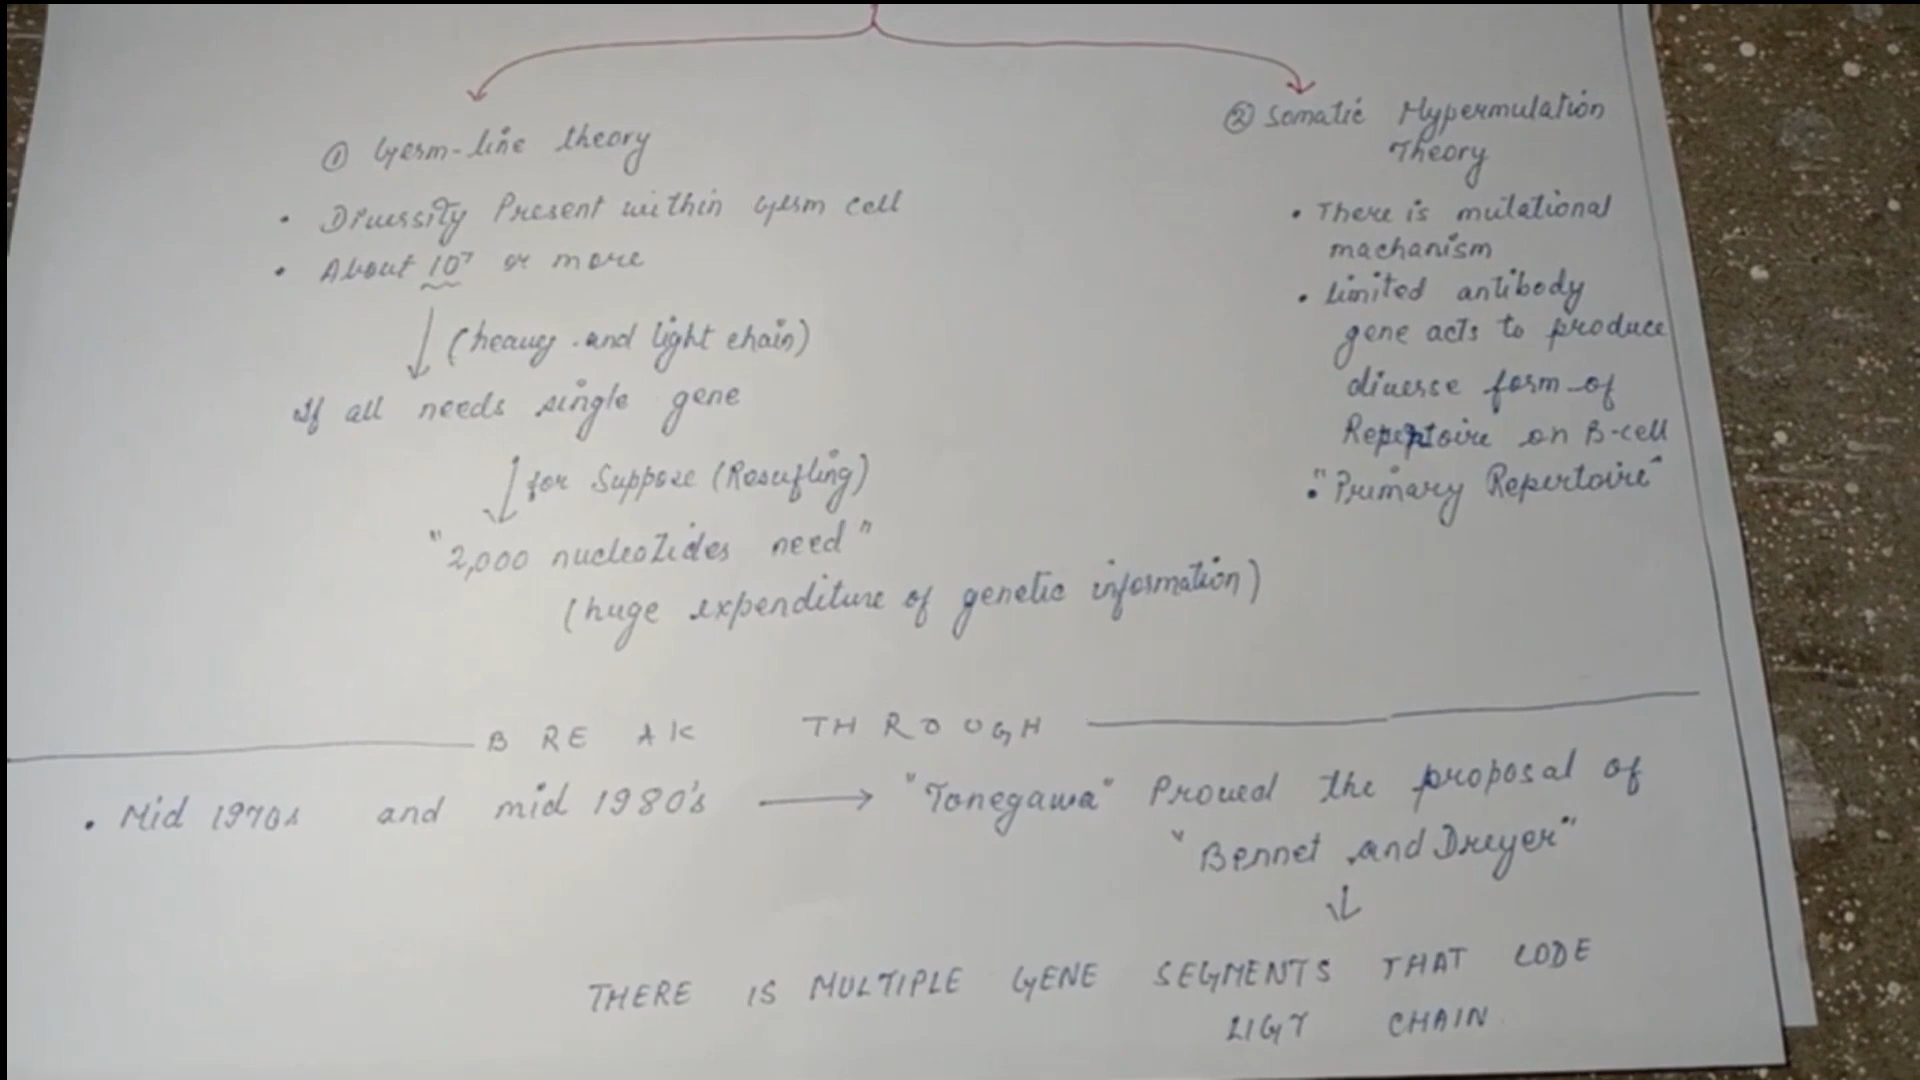 ① Germ-line theory
• Diversity Present within germ cell
• About 10⁷ or more
(heavy and light chain)
If all needs single gene
for Suppose (Resufling)
"2,000 nucleotides need"
(huge expenditure of genetic information)
② Somatic Hypermutation
Theory
• There is mutational
machanism
• Limited antibody
gene acts to produce
diverse form of
Repertoire on B-cell
• "Primary Repertoire"
BREAK THROUGH
• Mid 1970s and mid 1980's → "Tonegawa" Proved the proposal of
"Bennet and Dreyer"
↓
THERE IS MULTIPLE GENE SEGMENTS THAT CODE
LIGT CHAIN